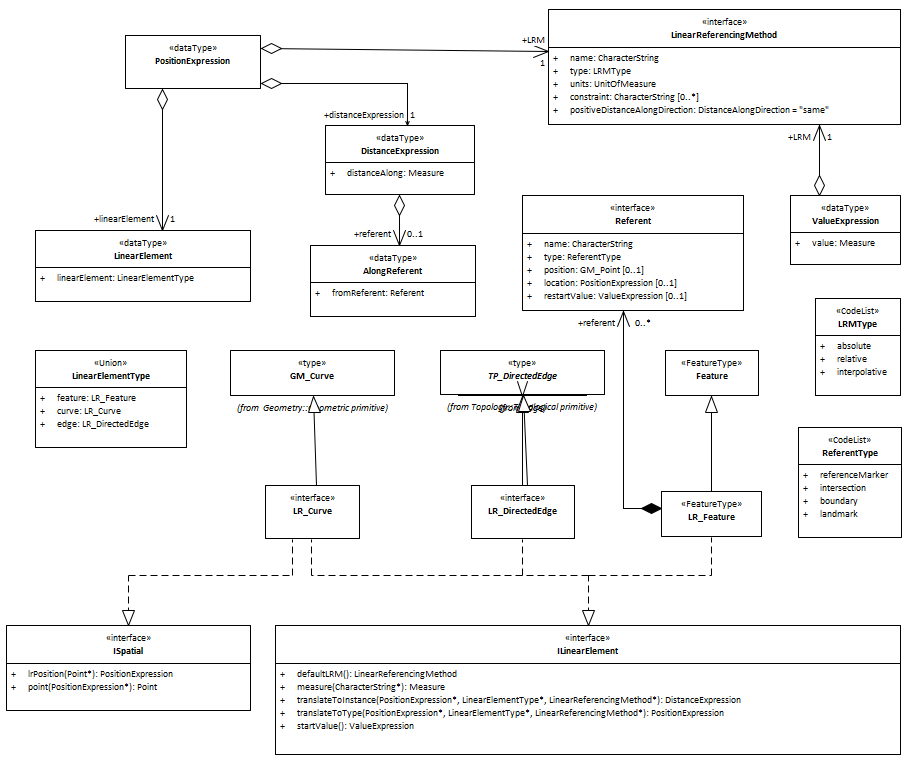 «dataType»
PositionExpression
+LRM
1
«interface»
LinearReferencingMethod
+ name: CharacterString
+ type: LRMType
+ units: UnitOfMeasure
+ constraint: CharacterString [0..*]
+ positiveDistanceAlongDirection: DistanceAlongDirection = "same"
+distanceExpression 1
«dataType»
DistanceExpression
+ distanceAlong: Measure
+LRM 1
+linearElement 1
«dataType»
LinearElement
+ linearElement: LinearElementType
+referent 0..1
«dataType»
AlongReferent
+ fromReferent: Referent
«interface»
Referent
+ name: CharacterString
+ type: ReferentType
+ position: GM_Point [0..1]
+ location: PositionExpression [0..1]
+ restartValue: ValueExpression [0..1]
«dataType»
ValueExpression
+ value: Measure
+referent 0..*
«CodeList»
LRMType
+ absolute
+ relative
+ interpolative
«Union»
LinearElementType
+ feature: LR_Feature
+ curve: LR_Curve
+ edge: LR_DirectedEdge
«type»
GM_Curve
(from Geometry:: ometric primitive)
«type»
TP_DirectedEdge
(from Topology logical primitive)
«FeatureType»
Feature
«CodeList»
ReferentType
+ referenceMarker
+ intersection
+ boundary
+ landmark
«interface»
LR_Curve
«interface»
LR_DirectedEdge
«FeatureType»
LR_Feature
«interface»
ISpatial
+ lrPosition(Point*): PositionExpression
+ point(PositionExpression*): Point
«interface»
ILinearElement
+ defaultLRM(): LinearReferencingMethod
+ measure(CharacterString*): Measure
+ translateToInstance(PositionExpression*, LinearElementType*, LinearReferencingMethod*): DistanceExpression
+ translateToType(PositionExpression*, LinearElementType*, LinearReferencingMethod*): PositionExpression
+ startValue(): ValueExpression